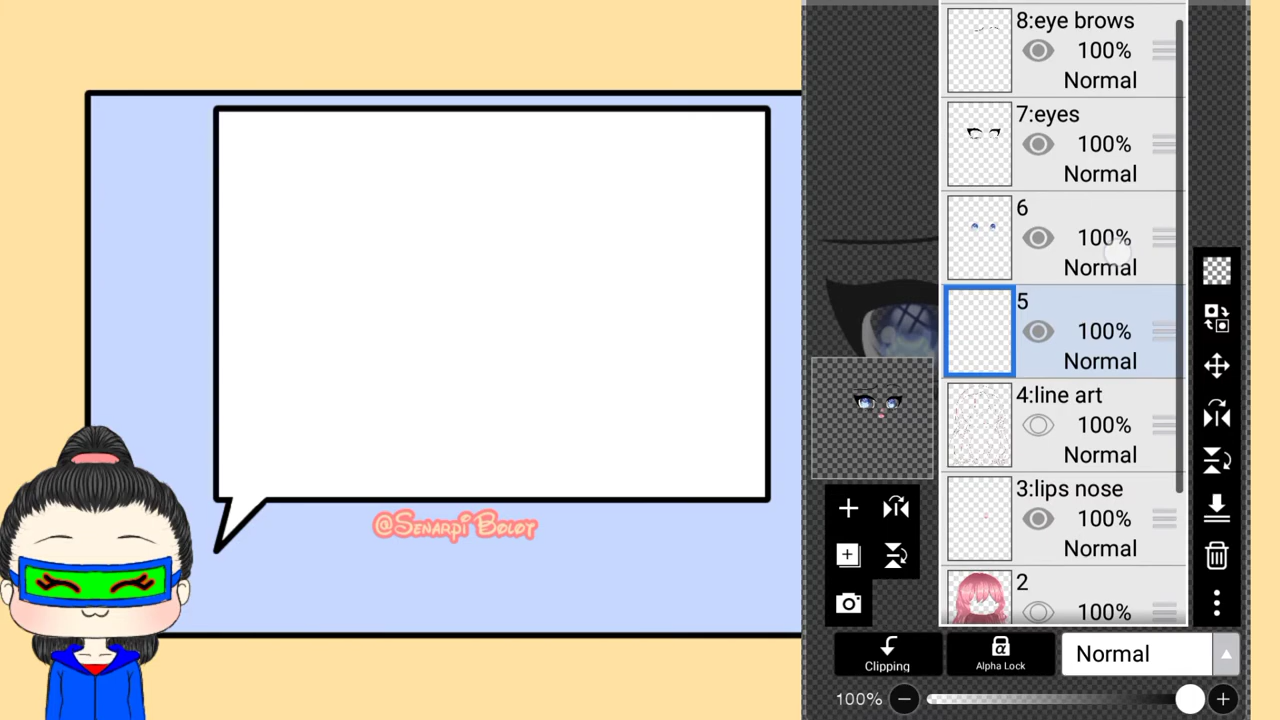 8:eye brows
100%
Normal
7:eyes
100%
Normal
6
100%
Normal
5
100%
Normal
4:line art
100%
Normal
3:lips nose
100%
Normal
2
100%
@Senarpi Bolot
Clipping
α
Alpha Lock
Normal
100%